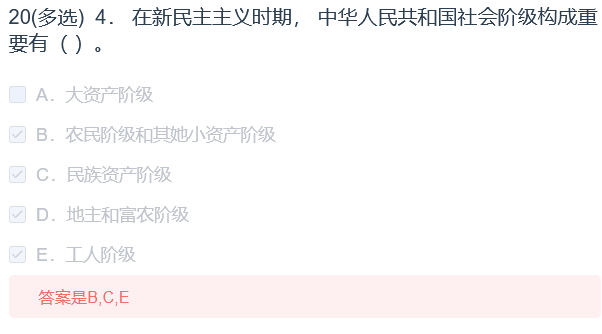 20(多选) 4． 在新民主主义时期， 中华人民共和国社会阶级构成重
要有（ ）。
A．大资产阶级
B．农民阶级和其她小资产阶级
C．民族资产阶级
D．地主和富农阶级
E．工人阶级
答案是B,C,E